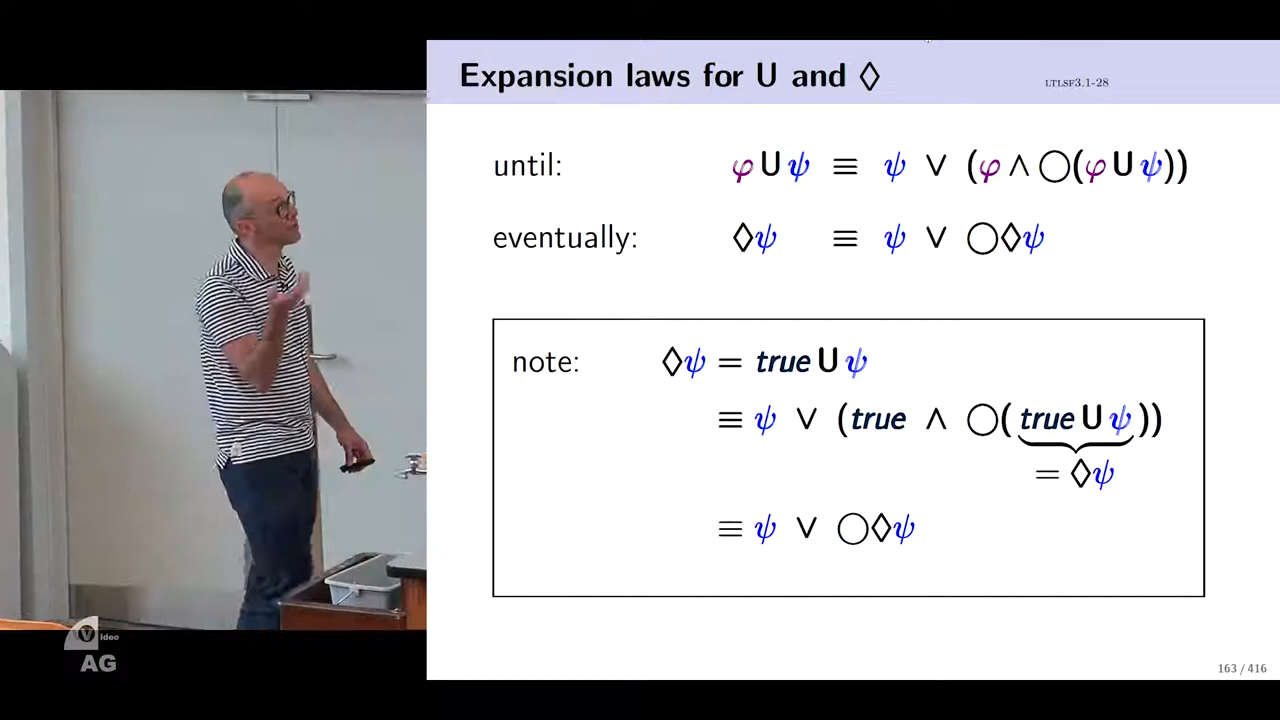 Expansion laws for U and ◊
LTLSF3.1-28
until: φ U ψ ≡ ψ ∨ (φ ∧ ○(φ U ψ))
eventually: ◊ψ ≡ ψ ∨ ○◊ψ
note: ◊ψ = true U ψ
≡ ψ ∨ (true ∧ ○( true U ψ ))
= ◊ψ
≡ ψ ∨ ○◊ψ
163 / 416
Video
AG